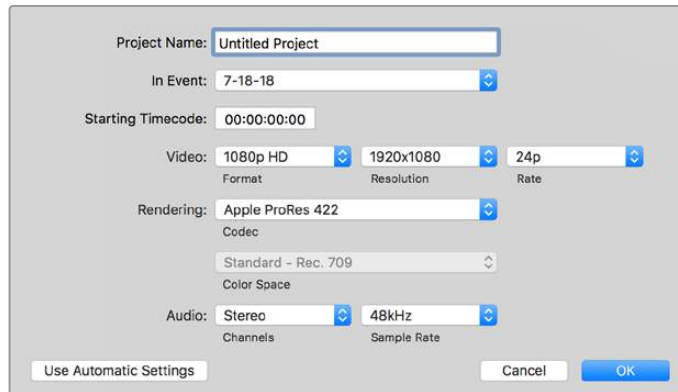 Project Name: Untitled Project
In Event: 7-18-18
Starting Timecode: 00:00:00:00
Video: 1080p HD 1920x1080 24p
Format Resolution Rate
Rendering: Apple ProRes 422
Codec
Standard - Rec. 709
Color Space
Audio: Stereo 48kHz
Channels Sample Rate
Use Automatic Settings Cancel OK